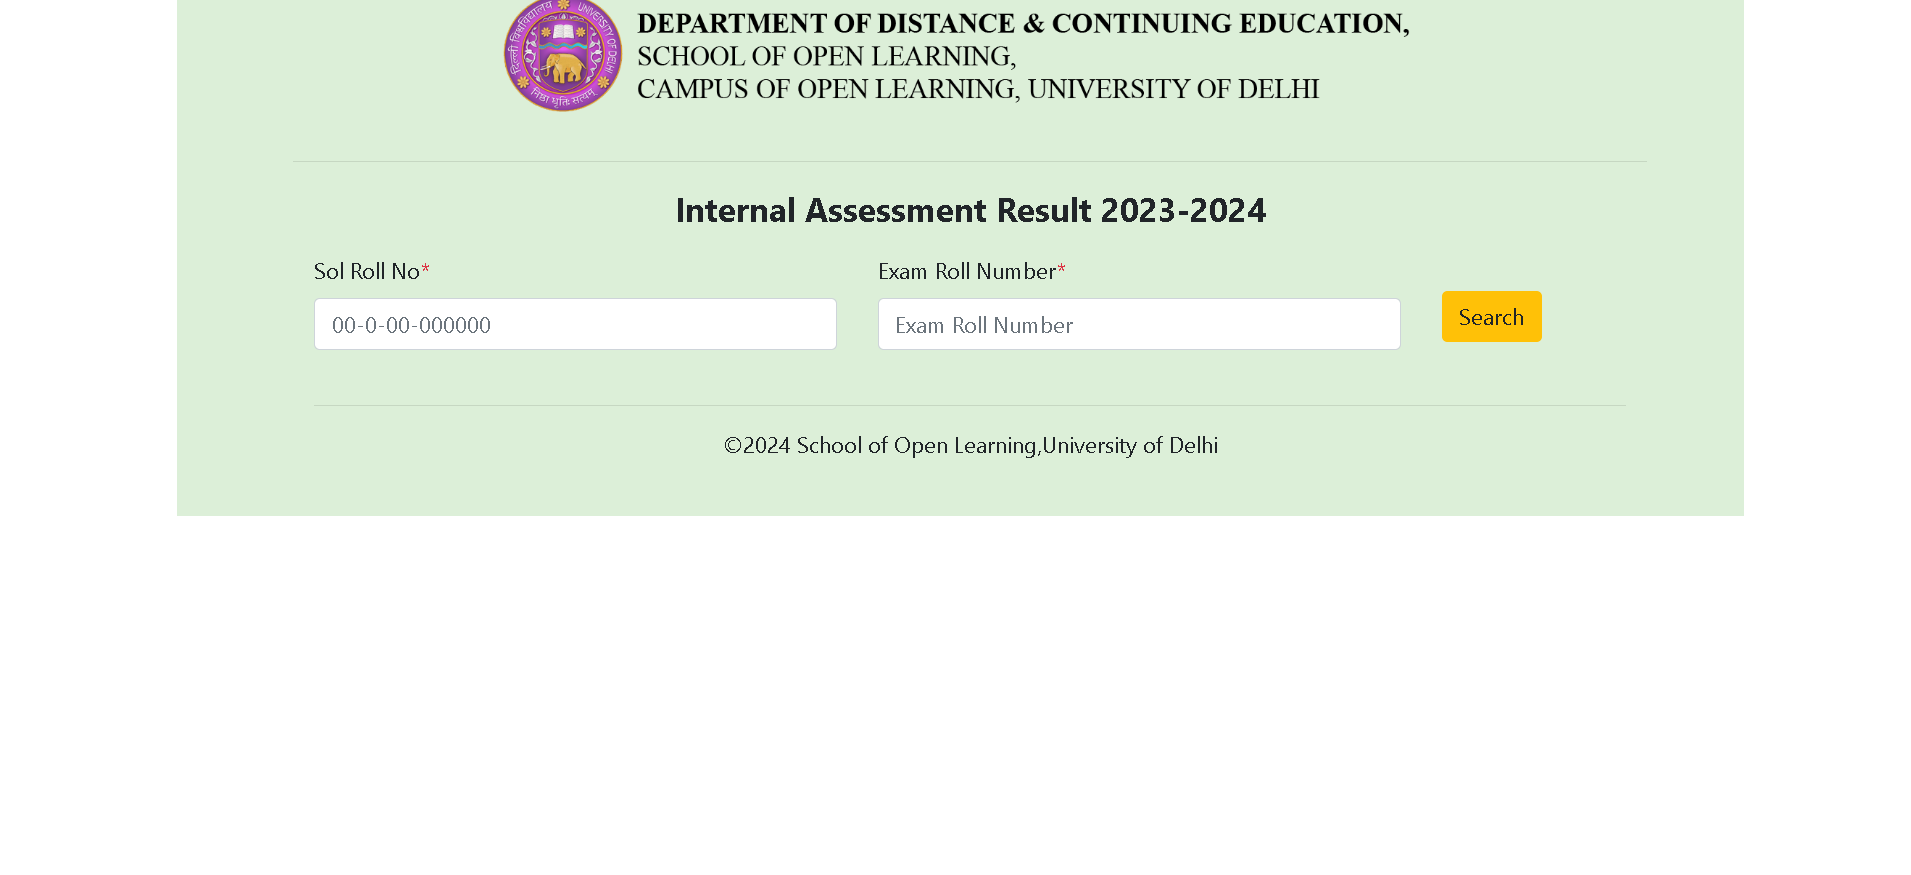 दिल्ली विश्वविद्यालय
UNIVERSITY OF DELHI
निष्ठा धृतिः सत्यम्
DEPARTMENT OF DISTANCE & CONTINUING EDUCATION,
SCHOOL OF OPEN LEARNING,
CAMPUS OF OPEN LEARNING, UNIVERSITY OF DELHI
Internal Assessment Result 2023-2024
Sol Roll No*
Exam Roll Number*
00-0-00-000000
Exam Roll Number
Search
©2024 School of Open Learning,University of Delhi